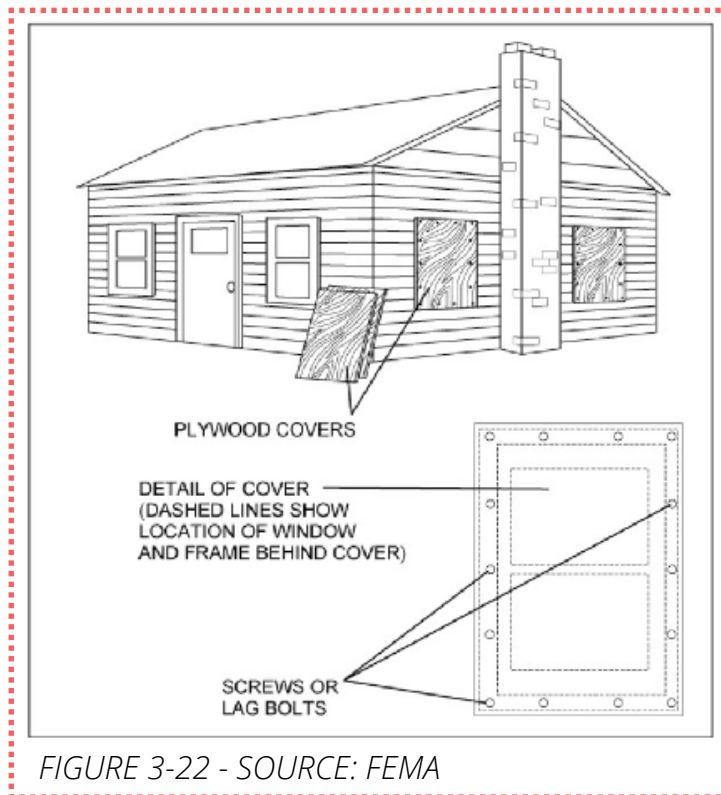 PLYWOOD COVERS
DETAIL OF COVER
(DASHED LINES SHOW
LOCATION OF WINDOW
AND FRAME BEHIND COVER)
SCREWS OR
LAG BOLTS
FIGURE 3-22 - SOURCE: FEMA